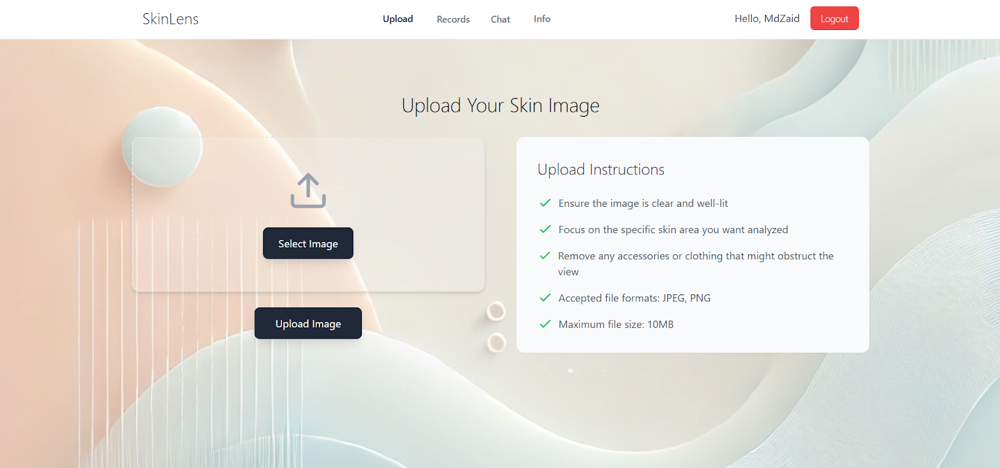 SkinLens
Upload
Records
Chat
Info
Hello, MdZaid
Logout
Upload Your Skin Image
Select Image
Upload Image
Upload Instructions
Ensure the image is clear and well-lit
Focus on the specific skin area you want analyzed
Remove any accessories or clothing that might obstruct the
view
Accepted file formats: JPEG, PNG
Maximum file size: 10MB